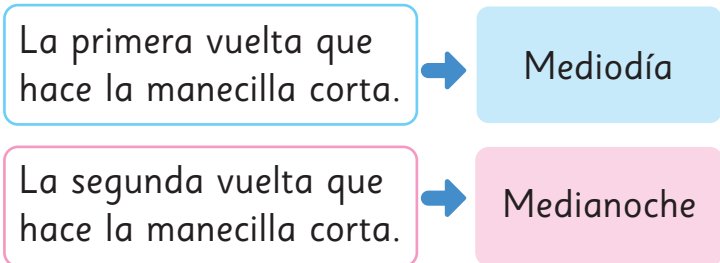 La primera vuelta que
hace la manecilla corta.
Mediodía
La segunda vuelta que
hace la manecilla corta.
Medianoche